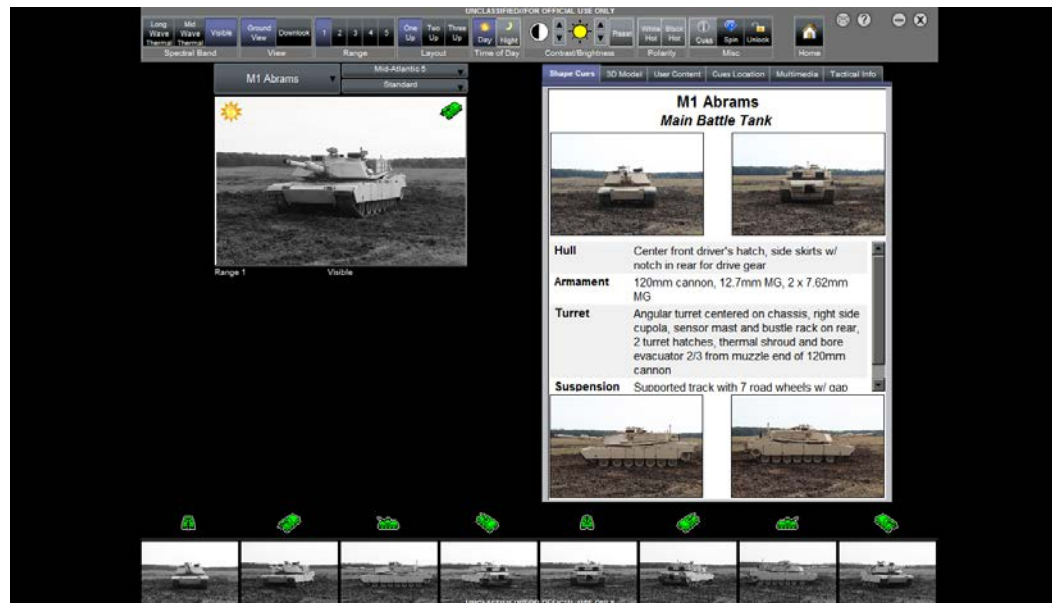 UNCLASSIFIED//FOR OFFICIAL USE ONLY
Long Wave Thermal
Mid Wave Thermal
Visible
Ground View
Downlook
1 2 3 4 5
One Up
Two Up
Three Up
Day
Night
Reset
White Hot
Black Hot
Cues
Spin
Unlock
Spectral Band
View
Range
Layout
Time of Day
Contrast/Brightness
Polarity
Misc
Home
M1 Abrams
Mid-Atlantic 5
Standard
Range 1
Visible
Shape Cues
3D Model
User Content
Cues Location
Multimedia
Tactical Info
M1 Abrams
Main Battle Tank
Hull
Center front driver's hatch, side skirts w/
notch in rear for drive gear
Armament
120mm cannon, 12.7mm MG, 2 x 7.62mm
MG
Turret
Angular turret centered on chassis, right side
cupola, sensor mast and bustle rack on rear,
2 turret hatches, thermal shroud and bore
evacuator 2/3 from muzzle end of 120mm
cannon
Suspension
Supported track with 7 road wheels w/ gap
UNCLASSIFIED//FOR OFFICIAL USE ONLY